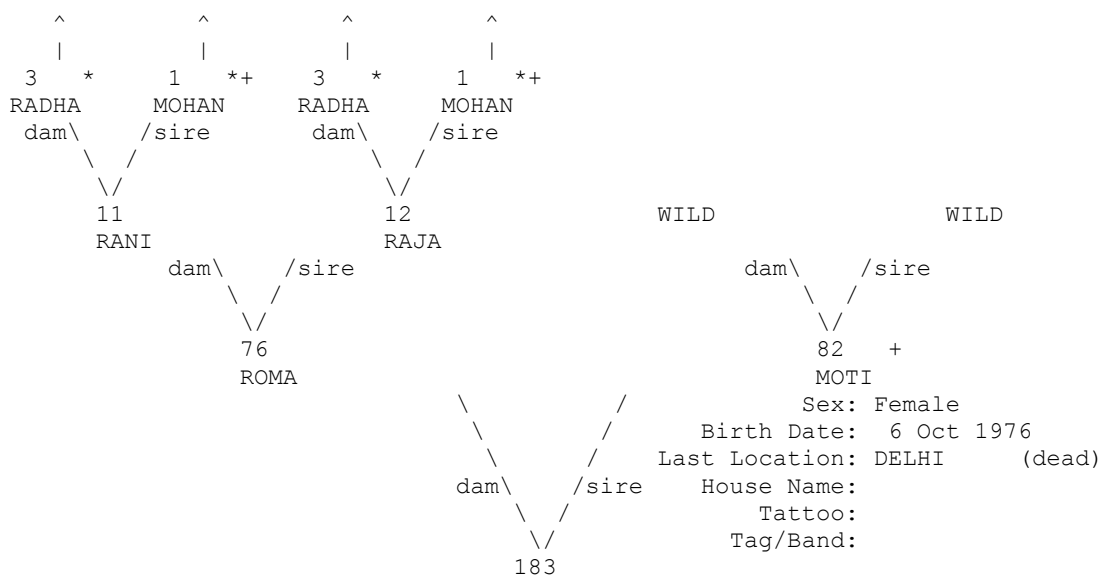 ^ ^ ^ ^
| | | |
3 * 1 *+ 3 * 1 *+
RADHA MOHAN RADHA MOHAN
dam\ /sire dam\ /sire
\ / \ /
\/ \/
11 12 WILD WILD
RANI RAJA
dam\ /sire dam\ /sire
\ / \ /
\/ \/
76 82 +
ROMA MOTI
\ / Sex: Female
\ / Birth Date: 6 Oct 1976
\ / Last Location: DELHI (dead)
dam\ /sire House Name:
\ / Tattoo:
\/ Tag/Band:
183